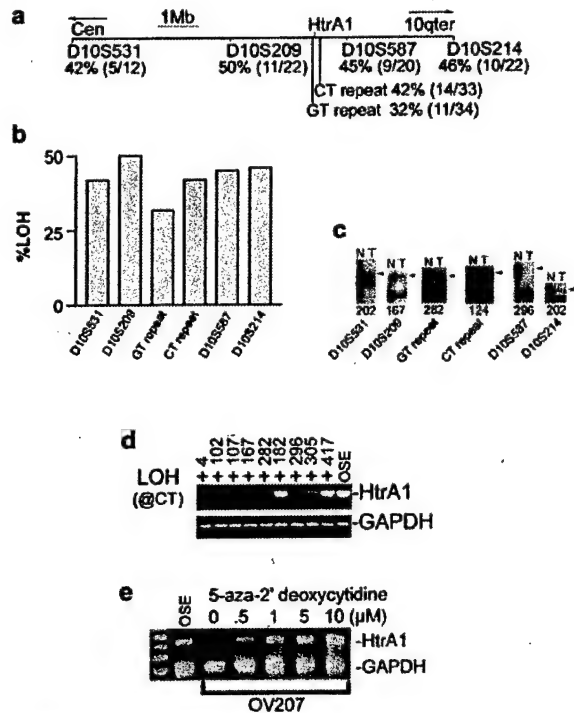 a
Cen
1Mb
HtrA1
10qter
D10S531
D10S209
D10S587
D10S214
42% (5/12)
50% (11/22)
45% (9/20)
46% (10/22)
CT repeat 42% (14/33)
GT repeat 32% (11/34)
b
%LOH
50
25
0
D10S531
D10S209
GT repeat
CT repeat
D10S587
D10S214
c
N T
N T
N T
N T
N T
N T
202
167
282
124
296
202
D10S531
D10S209
GT repeat
CT repeat
D10S587
D10S214
d
4
102
107
167
282
182
296
305
417
OSE
LOH + + + + + + + + +
(@CT)
-HtrA1
-GAPDH
e
5-aza-2' deoxycytidine
OSE
0 .5 1 5 10 (µM)
-HtrA1
-GAPDH
OV207